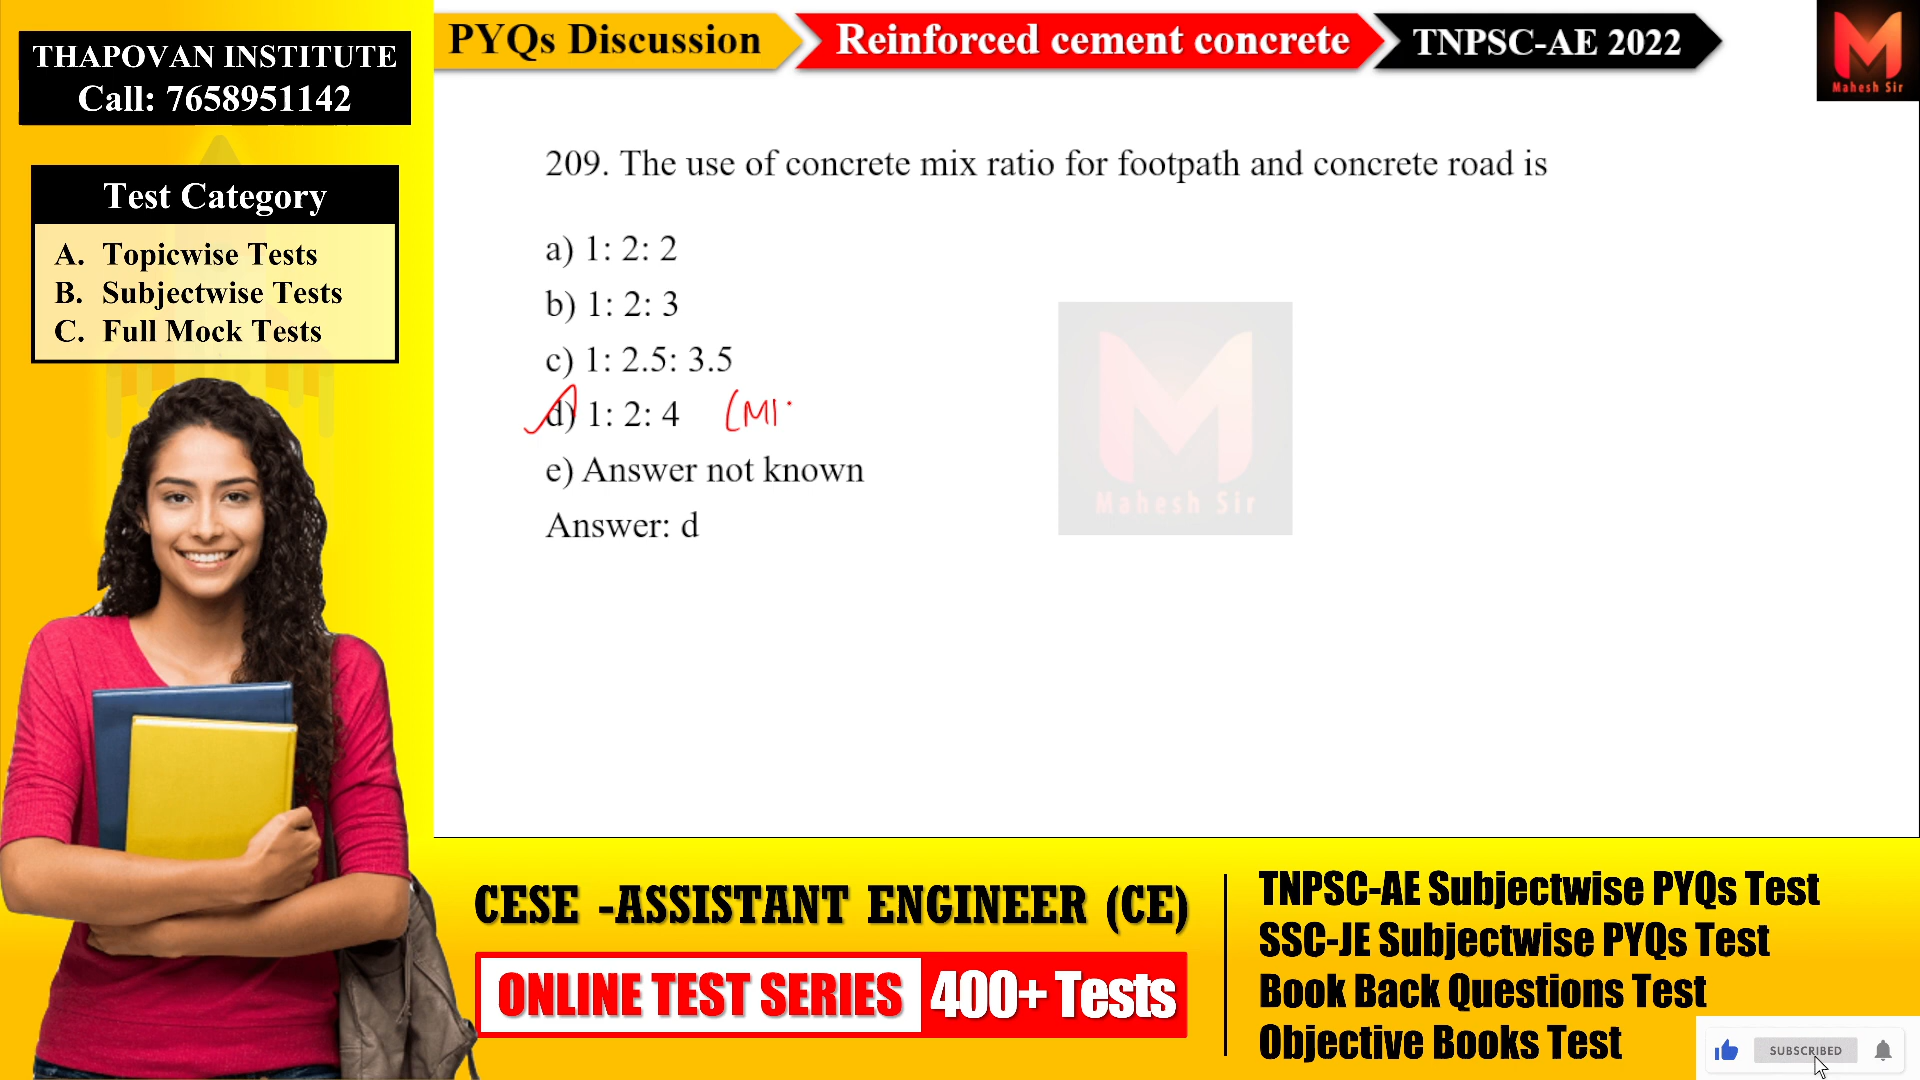 THAPOVAN INSTITUTE
Call: 7658951142
Test Category
A. Topicwise Tests
B. Subjectwise Tests
C. Full Mock Tests
PYQs Discussion
Reinforced cement concrete
TNPSC-AE 2022
M
Mahesh Sir
209. The use of concrete mix ratio for footpath and concrete road is
a) 1: 2: 2
b) 1: 2: 3
c) 1: 2.5: 3.5
d) 1: 2: 4 (M1
e) Answer not known
Answer: d
M
Mahesh Sir
CESE -ASSISTANT ENGINEER (CE)
ONLINE TEST SERIES 400+ Tests
TNPSC-AE Subjectwise PYQs Test
SSC-JE Subjectwise PYQs Test
Book Back Questions Test
Objective Books Test
SUBSCRIBED